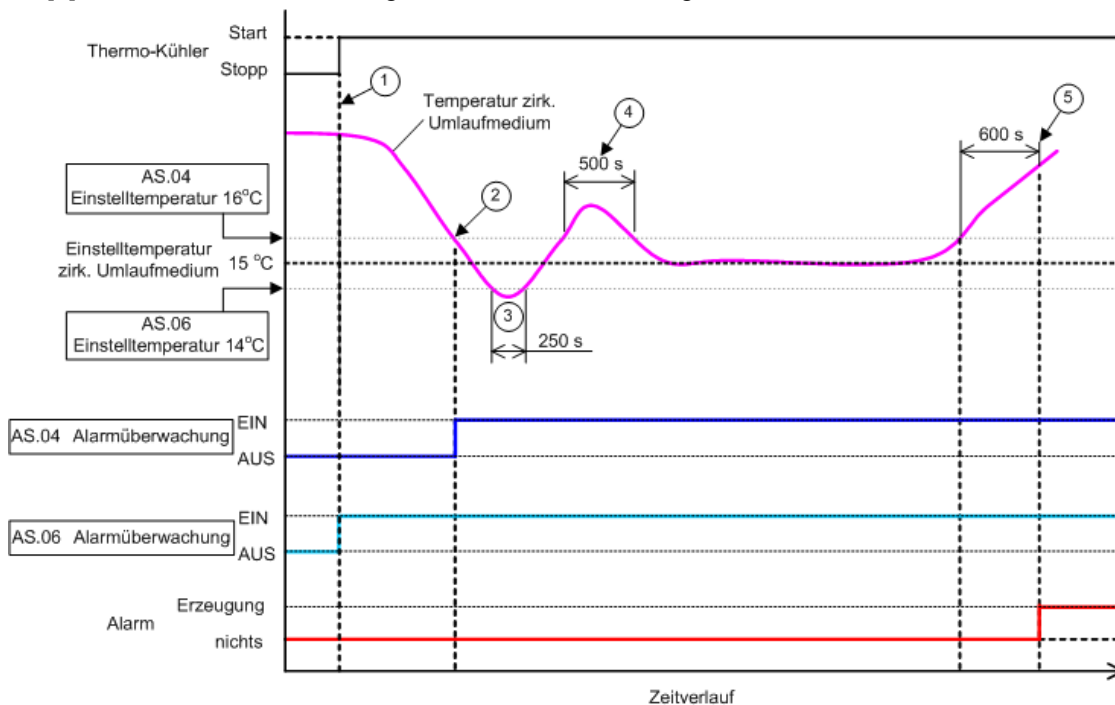 Start
Thermo-Kühler
Stopp
1
Temperatur zirk.
Umlaufmedium
4
5
500 s
600 s
AS.04
Einstelltemperatur 16°C
2
Einstelltemperatur
zirk. Umlaufmedium 15 °C
AS.06
Einstelltemperatur 14°C
3
250 s
EIN
AS.04 Alarmüberwachung
AUS
EIN
AS.06 Alarmüberwachung
AUS
Erzeugung
Alarm
nichts
Zeitverlauf